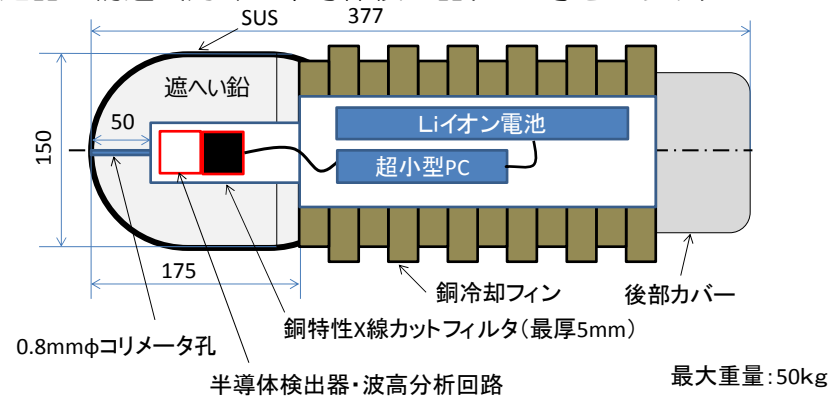 SUS
377
遮へい鉛
50
Liイオン電池
150
超小型PC
175
銅冷却フィン
後部カバー
0.8mmφコリメータ孔
銅特性X線カットフィルタ(最厚5mm)
半導体検出器・波高分析回路
最大重量:50kg